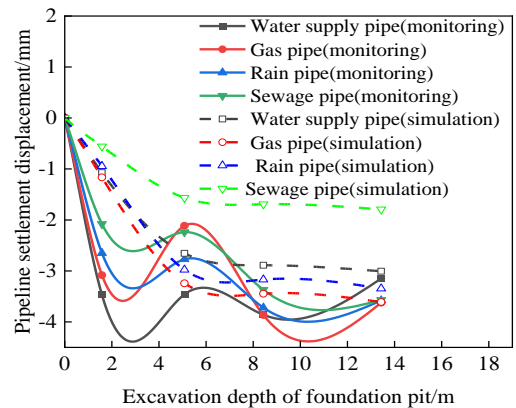 2
1
0
-1
-2
-3
-4
Pipeline settlement displacement/mm
Water supply pipe(monitoring)
Gas pipe(monitoring)
Rain pipe(monitoring)
Sewage pipe(monitoring)
Water supply pipe(simulation)
Gas pipe(simulation)
Rain pipe(simulation)
Sewage pipe(simulation)
0 2 4 6 8 10 12 14 16 18
Excavation depth of foundation pit/m